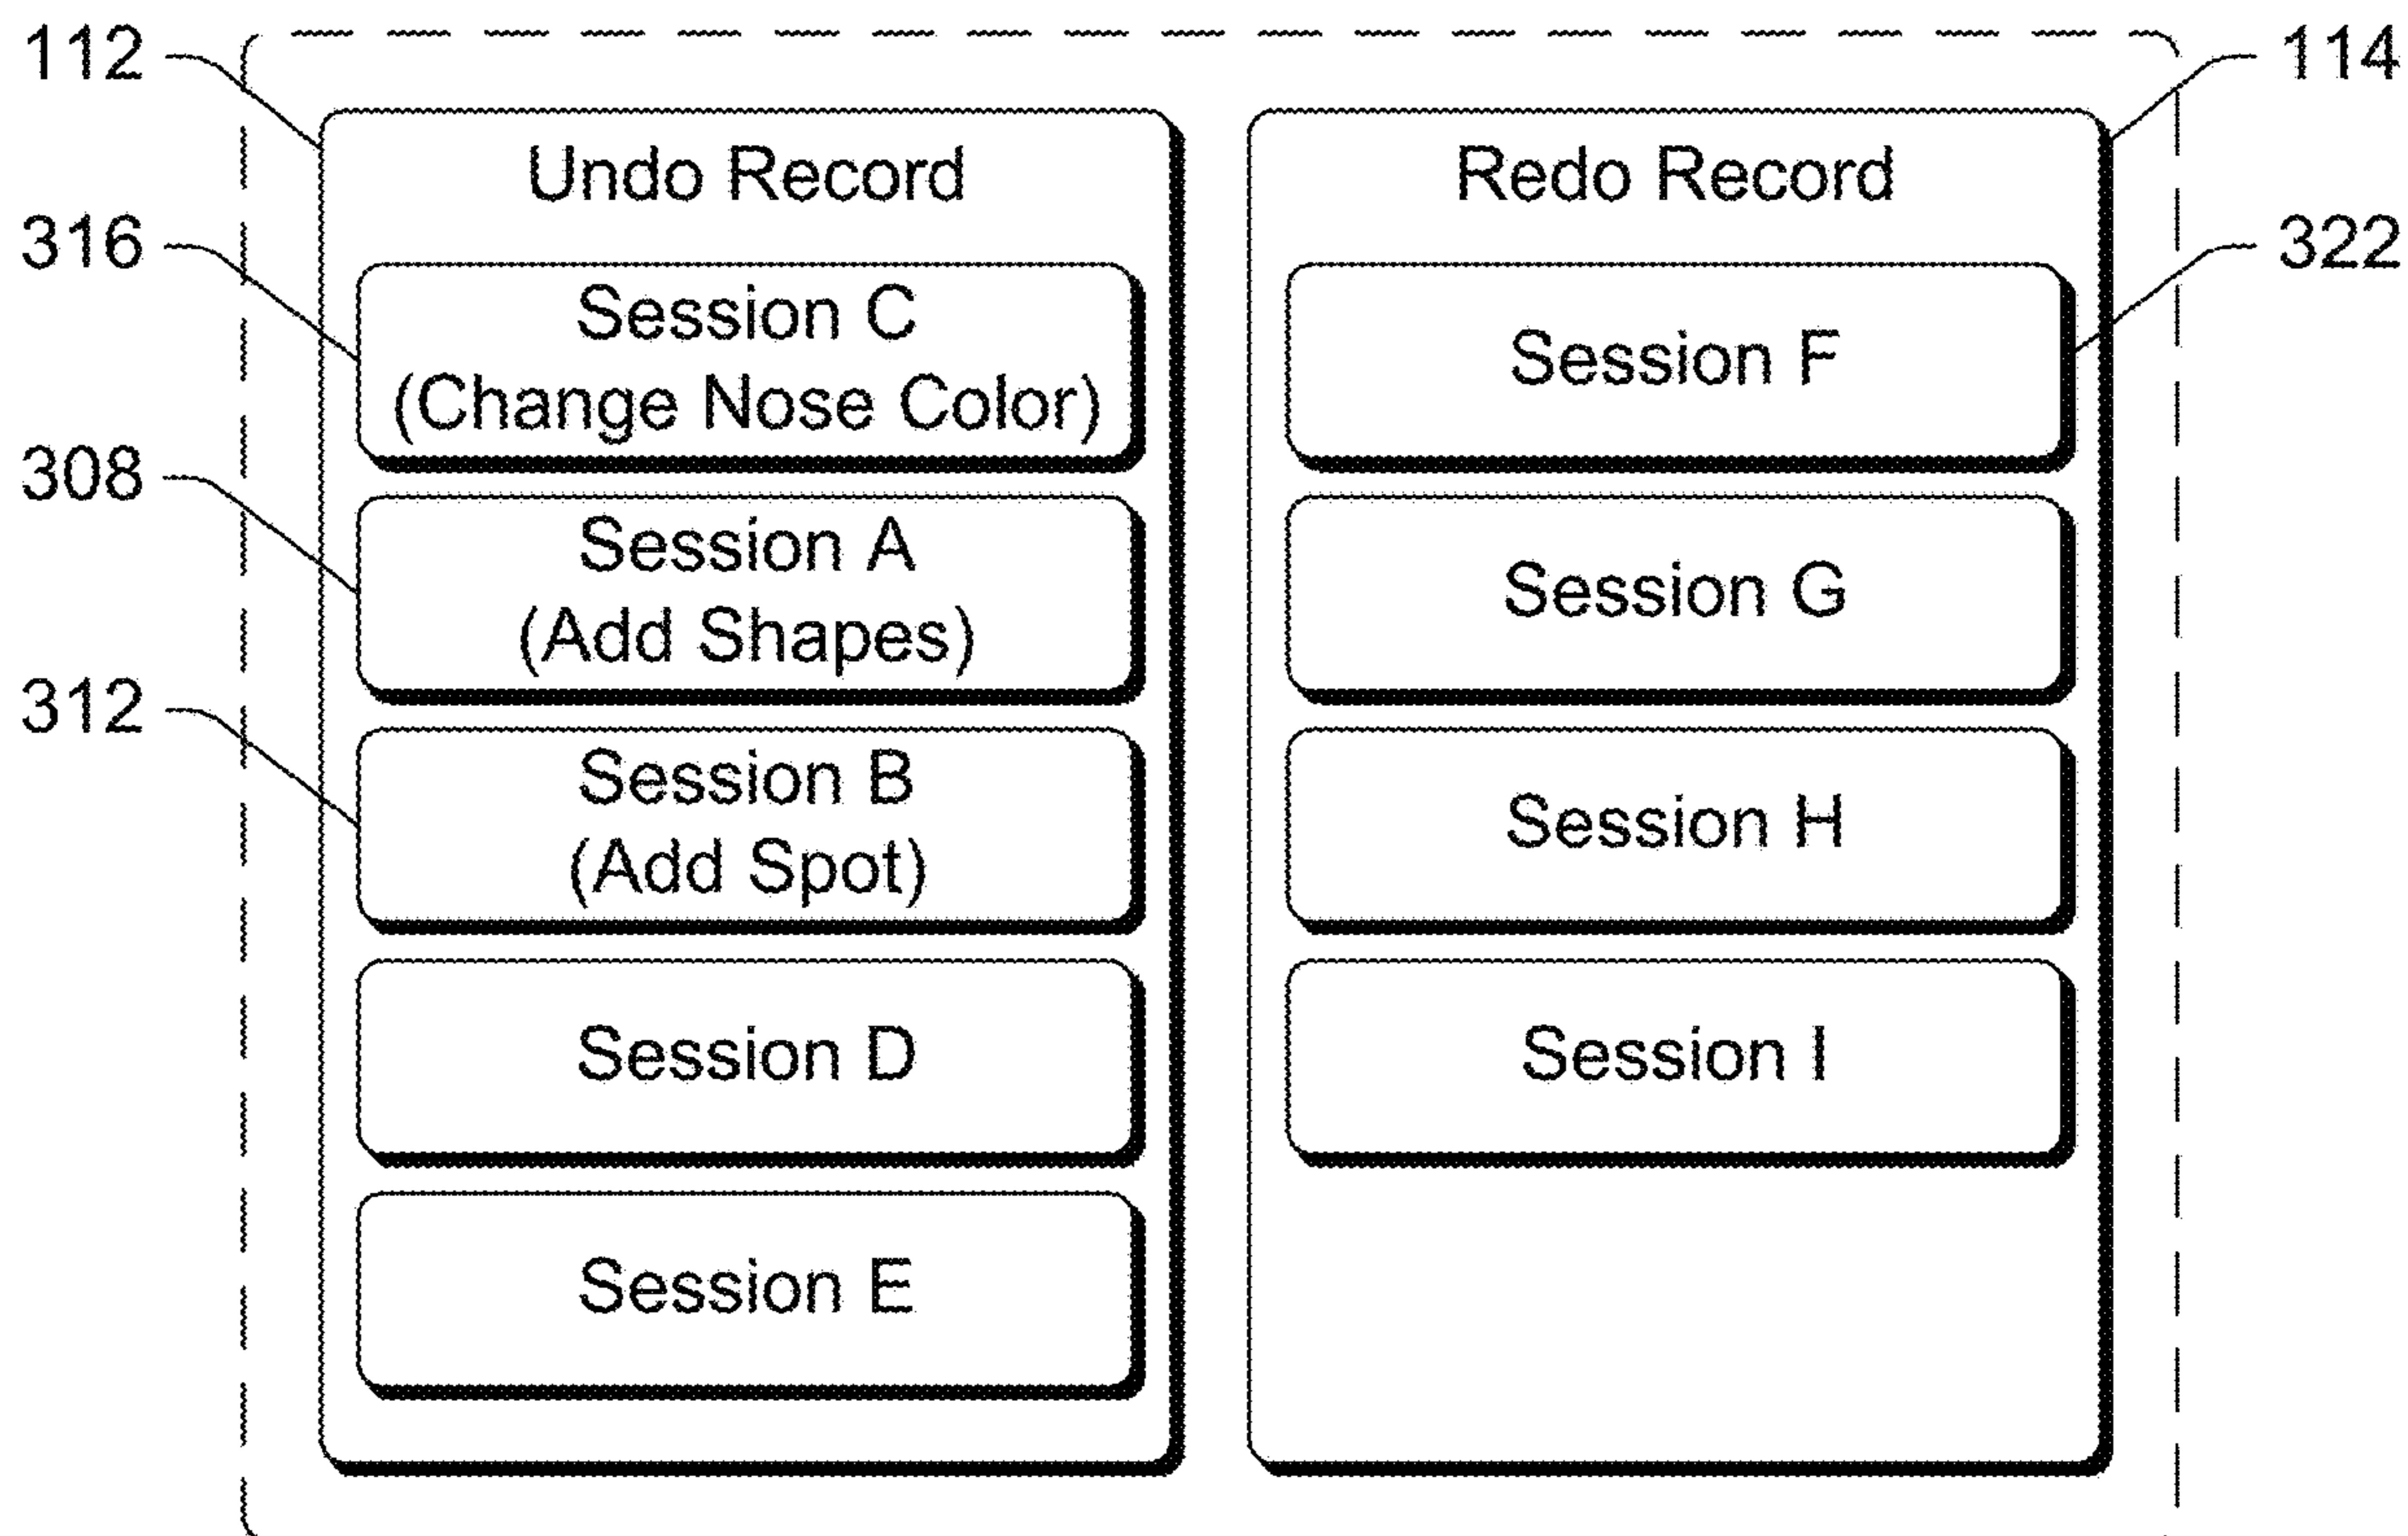 112
114
Undo Record
Redo Record
316
322
Session C
(Change Nose Color)
Session F
308
Session A
(Add Shapes)
Session G
312
Session B
(Add Spot)
Session H
Session D
Session I
Session E